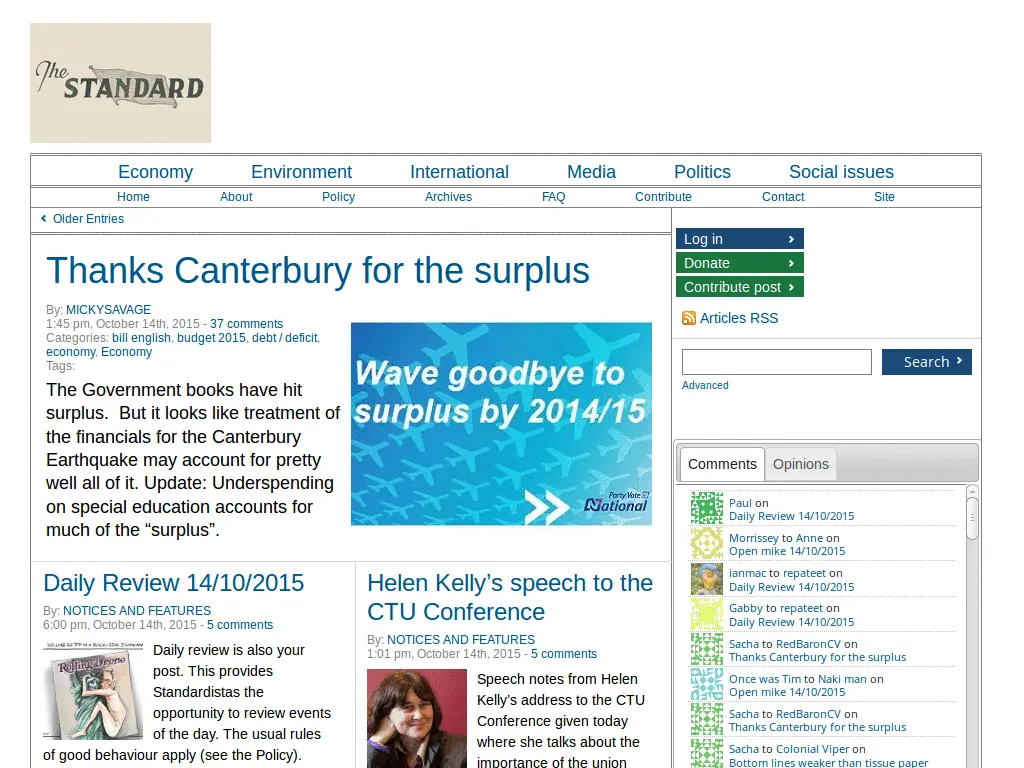 The
STANDARD
Economy Environment International Media Politics Social issues
Home About Policy Archives FAQ Contribute Contact Site
Older Entries
Thanks Canterbury for the surplus
By: MICKYSAVAGE
1:45 pm, October 14th, 2015 - 37 comments
Categories: bill english, budget 2015, debt / deficit,
economy, Economy
Tags:
The Government books have hit
surplus.  But it looks like treatment of
the financials for the Canterbury
Earthquake may account for pretty
well all of it. Update: Underspending
on special education accounts for
much of the “surplus”.
Wave goodbye to
surplus by 2014/15
Party Vote
National
Daily Review 14/10/2015
By: NOTICES AND FEATURES
6:00 pm, October 14th, 2015 - 5 comments
Rolling Drone
Daily review is also your
post. This provides
Standardistas the
opportunity to review events
of the day. The usual rules
of good behaviour apply (see the Policy).
Helen Kelly’s speech to the
CTU Conference
By: NOTICES AND FEATURES
1:01 pm, October 14th, 2015 - 5 comments
Speech notes from Helen
Kelly’s address to the CTU
Conference given today
where she talks about the
importance of the union
Log in
Donate
Contribute post
Articles RSS
Search
Advanced
Comments Opinions
Paul on
Daily Review 14/10/2015
Morrissey to Anne on
Open mike 14/10/2015
ianmac to repateet on
Daily Review 14/10/2015
Gabby to repateet on
Daily Review 14/10/2015
Sacha to RedBaronCV on
Thanks Canterbury for the surplus
Once was Tim to Naki man on
Open mike 14/10/2015
Sacha to RedBaronCV on
Thanks Canterbury for the surplus
Sacha to Colonial Viper on
Bottom lines weaker than tissue paper